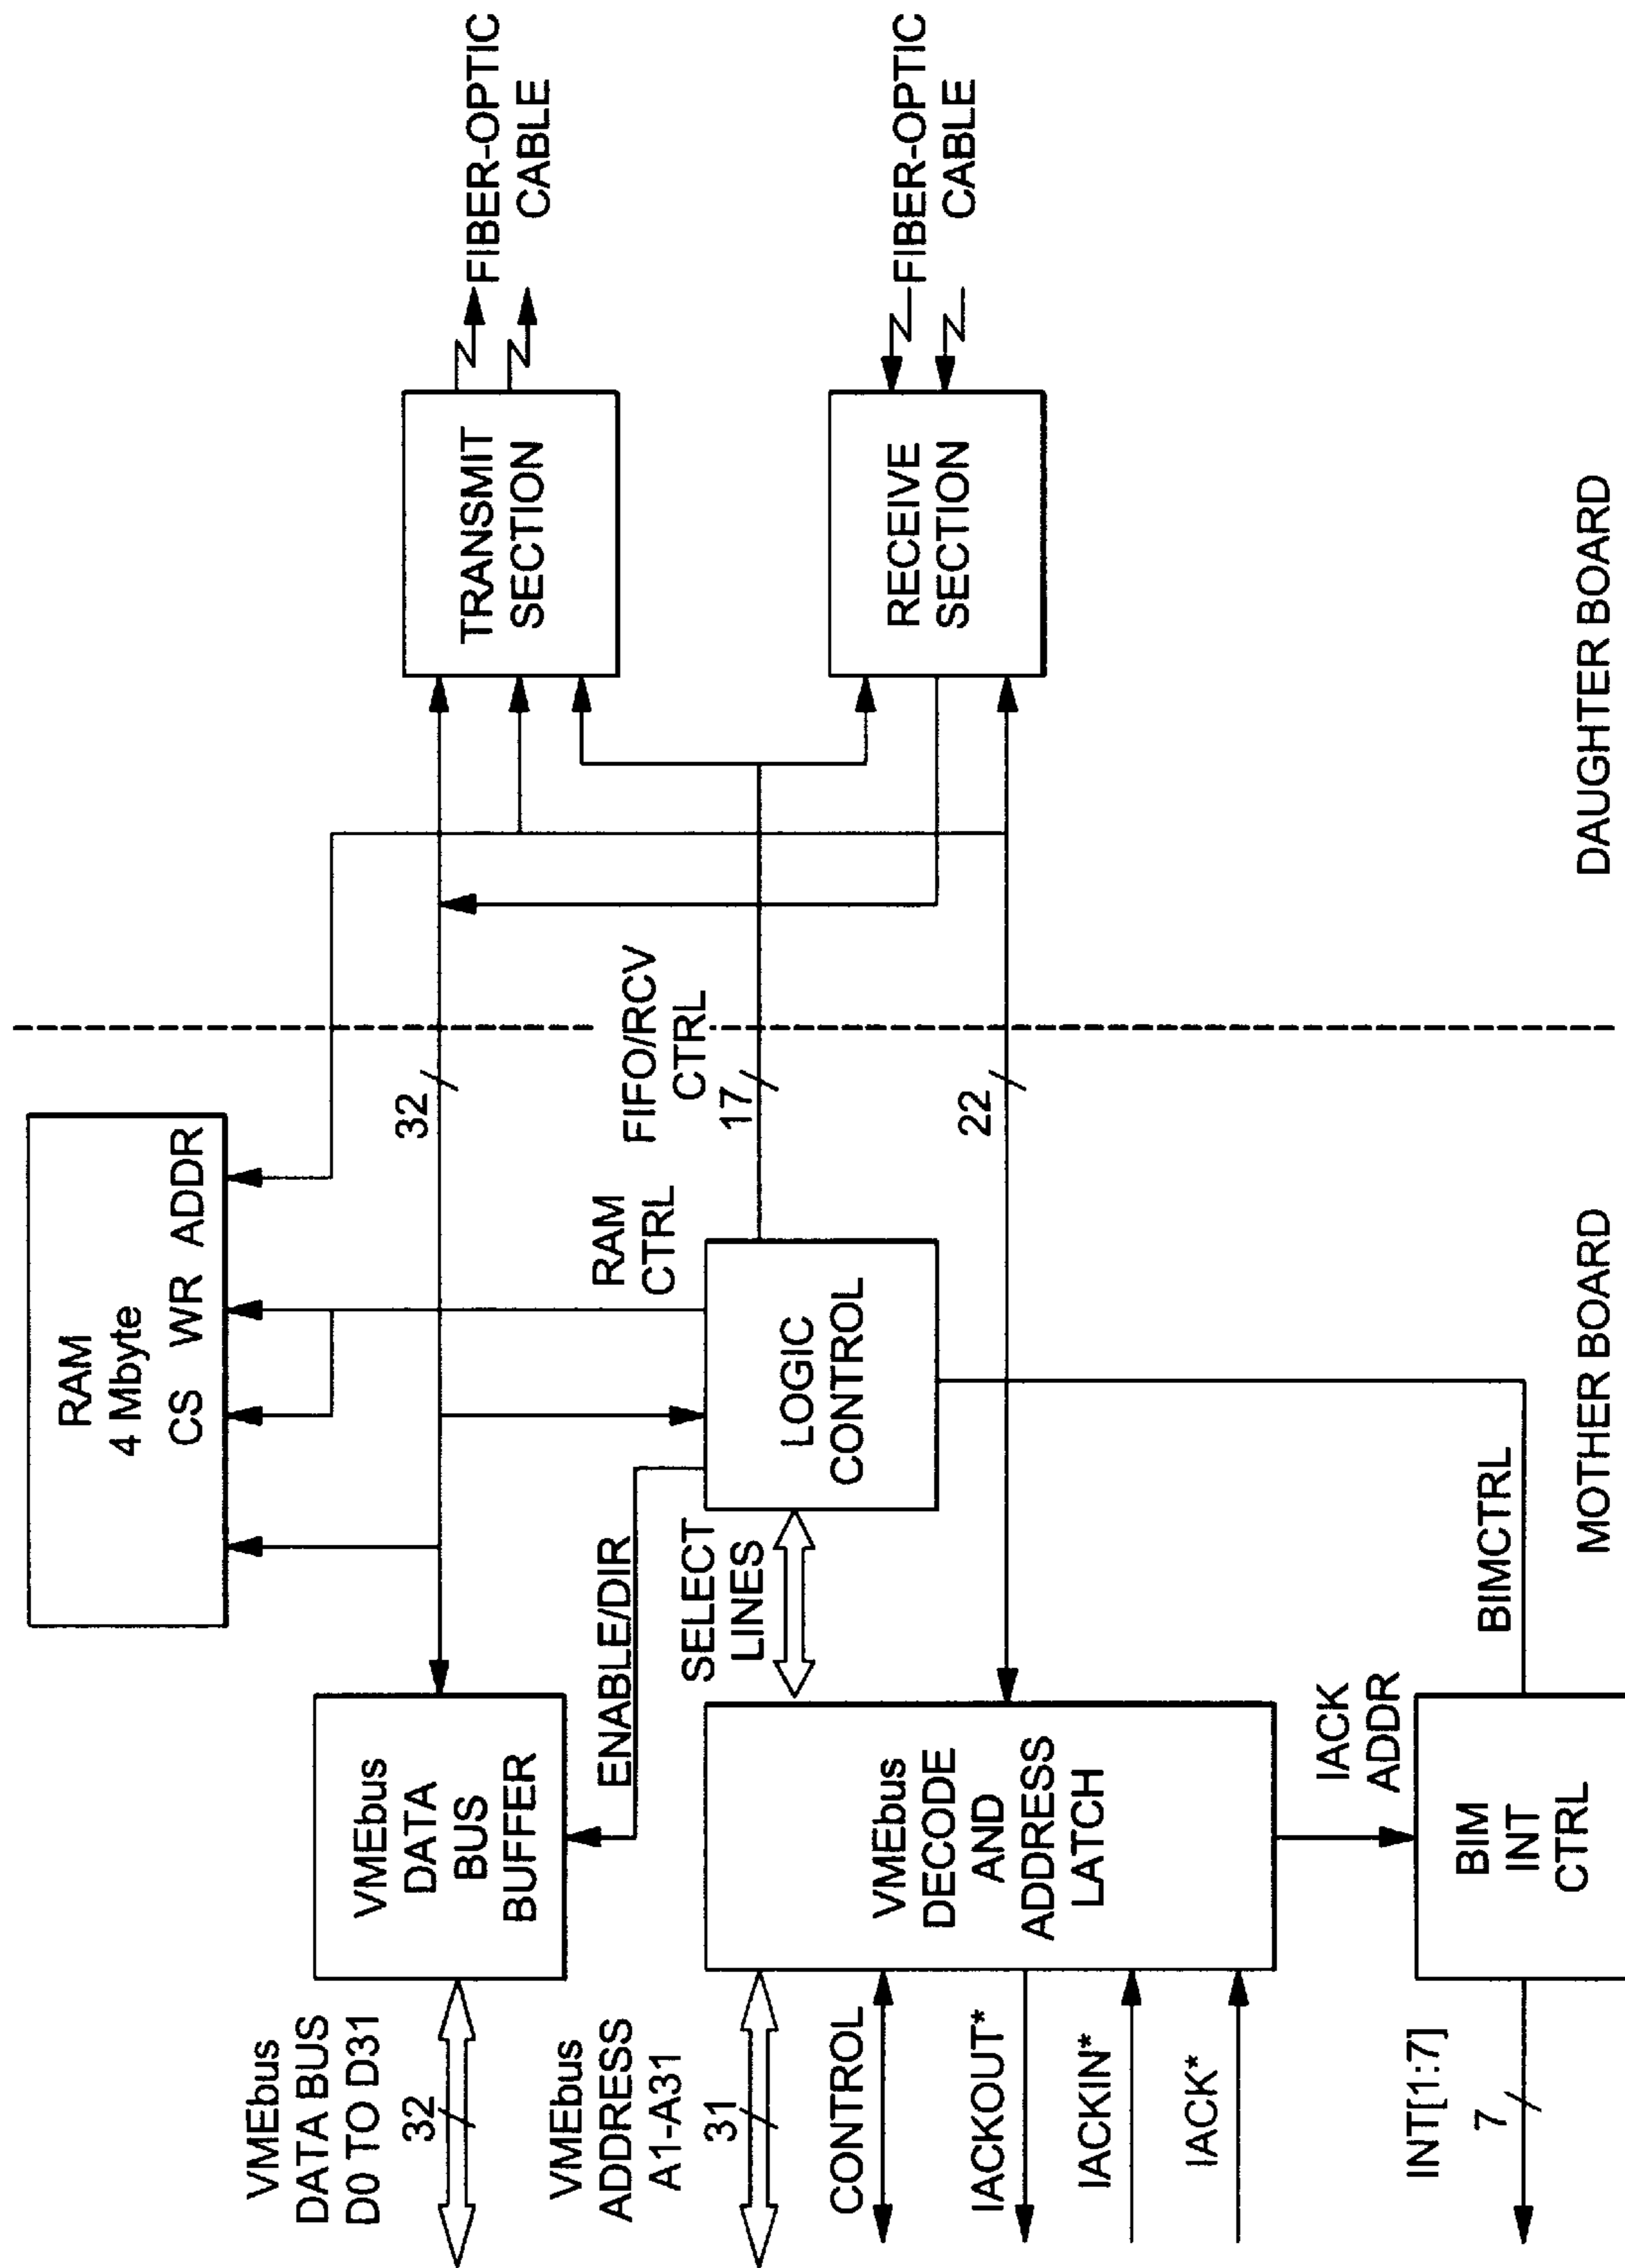 RAM
4 Mbyte
CS WR ADDR
VMEbus
DATA BUS
D0 TO D31
32
VMEbus
DATA
BUS
BUFFER
32
TRANSMIT
SECTION
FIBER-OPTIC
CABLE
ENABLE/DIR
RAM
CTRL
FIFO/RCV
CTRL
VMEbus
ADDRESS
A1-A31
31
SELECT
LINES
LOGIC
CONTROL
17
CONTROL
IACKOUT*
IACKIN*
IACK*
VMEbus
DECODE
AND
ADDRESS
LATCH
22
RECEIVE
SECTION
FIBER-OPTIC
CABLE
IACK
ADDR
BIMCTRL
INT[1:7]
7
BIM
INT
CTRL
MOTHER BOARD
DAUGHTER BOARD